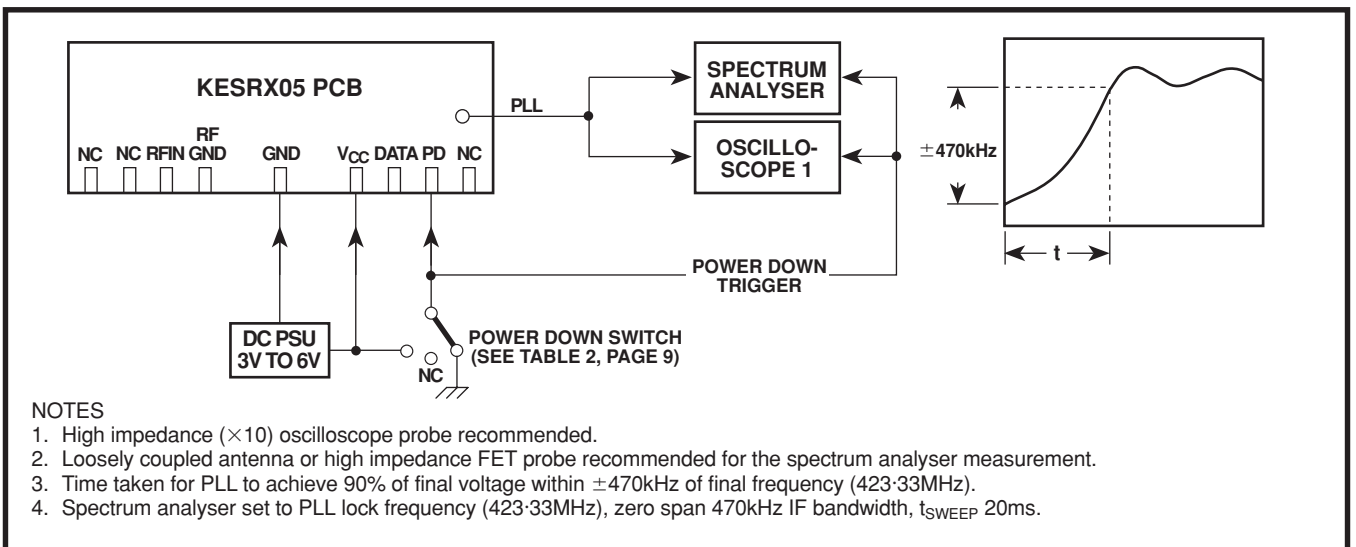 KESRX05 PCB
SPECTRUM
ANALYSER
PLL
OSCILLO-
SCOPE 1
±470kHz
NC NC RFIN RF GND GND VCC DATA PD NC
t
POWER DOWN
TRIGGER
DC PSU
3V TO 6V
POWER DOWN SWITCH
(SEE TABLE 2, PAGE 9)
NC
NOTES
1. High impedance (×10) oscilloscope probe recommended.
2. Loosely coupled antenna or high impedance FET probe recommended for the spectrum analyser measurement.
3. Time taken for PLL to achieve 90% of final voltage within ±470kHz of final frequency (423·33MHz).
4. Spectrum analyser set to PLL lock frequency (423·33MHz), zero span 470kHz IF bandwidth, tSWEEP 20ms.